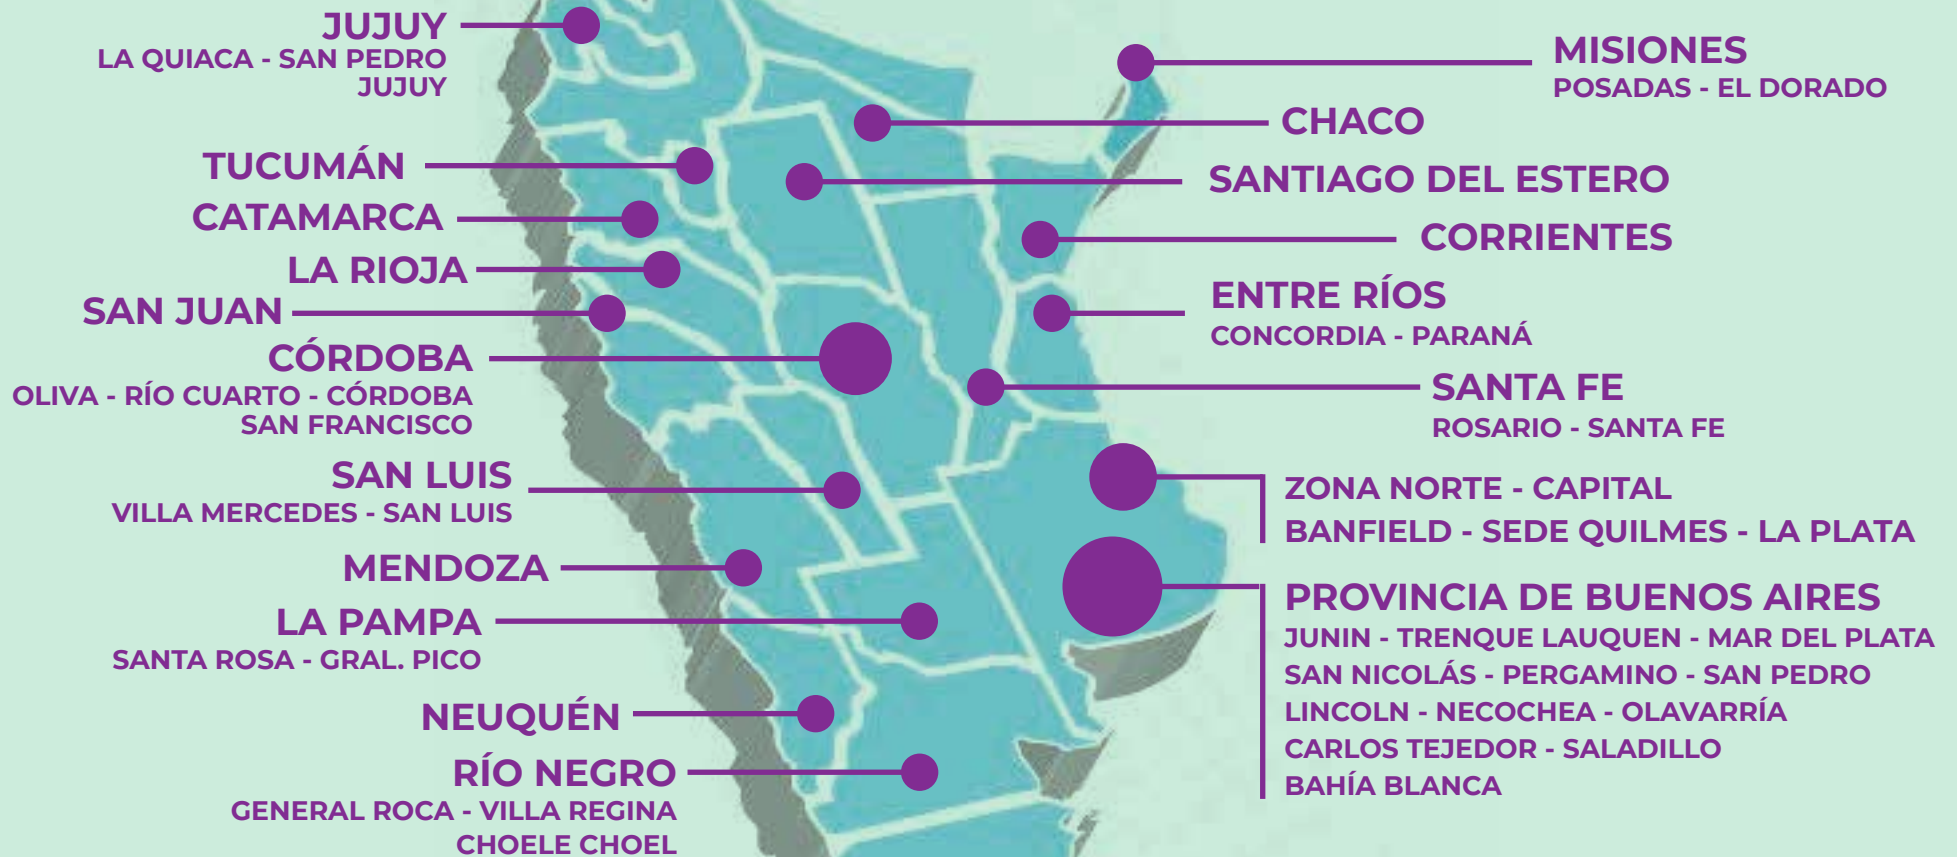 JUJUY
LA QUIACA - SAN PEDRO
JUJUY
TUCUMÁN
CATAMARCA
LA RIOJA
SAN JUAN
CÓRDOBA
OLIVA - RÍO CUARTO - CÓRDOBA
SAN FRANCISCO
SAN LUIS
VILLA MERCEDES - SAN LUIS
MENDOZA
LA PAMPA
SANTA ROSA - GRAL. PICO
NEUQUÉN
RÍO NEGRO
GENERAL ROCA - VILLA REGINA
CHOELE CHOEL
MISIONES
POSADAS - EL DORADO
CHACO
SANTIAGO DEL ESTERO
CORRIENTES
ENTRE RÍOS
CONCORDIA - PARANÁ
SANTA FE
ROSARIO - SANTA FE
ZONA NORTE - CAPITAL
BANFIELD - SEDE QUILMES - LA PLATA
PROVINCIA DE BUENOS AIRES
JUNIN - TRENQUE LAUQUEN - MAR DEL PLATA
SAN NICOLÁS - PERGAMINO - SAN PEDRO
LINCOLN - NECOCHEA - OLAVARRÍA
CARLOS TEJEDOR - SALADILLO
BAHÍA BLANCA